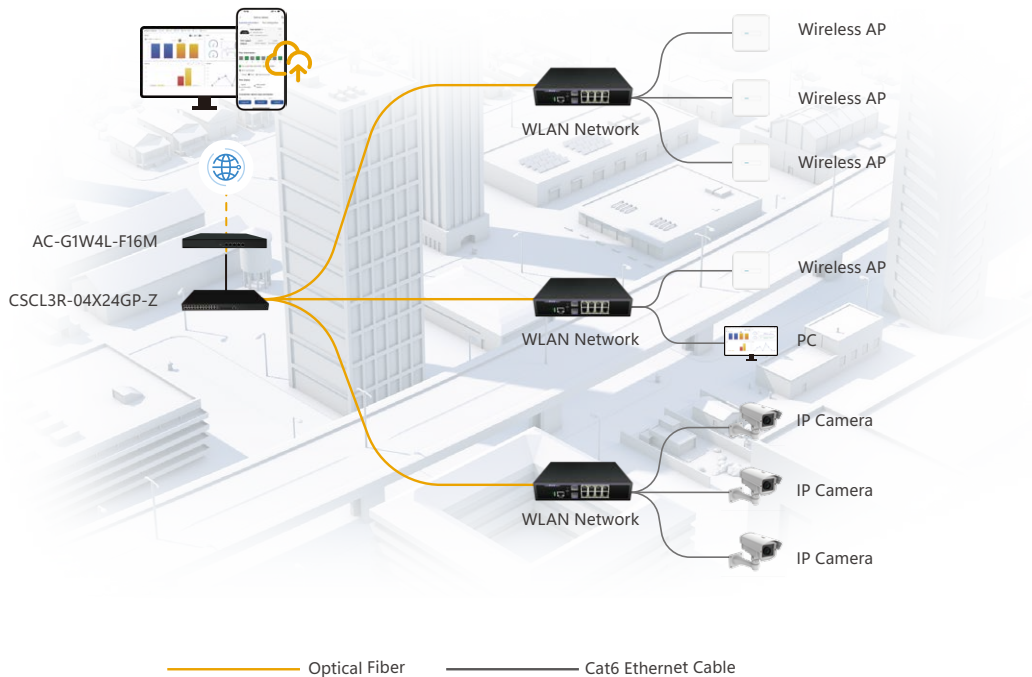 Wireless AP
WLAN Network
Wireless AP
Wireless AP
AC-G1W4L-F16M
CSCL3R-04X24GP-Z
Wireless AP
WLAN Network
PC
IP Camera
IP Camera
WLAN Network
IP Camera
Optical Fiber
Cat6 Ethernet Cable